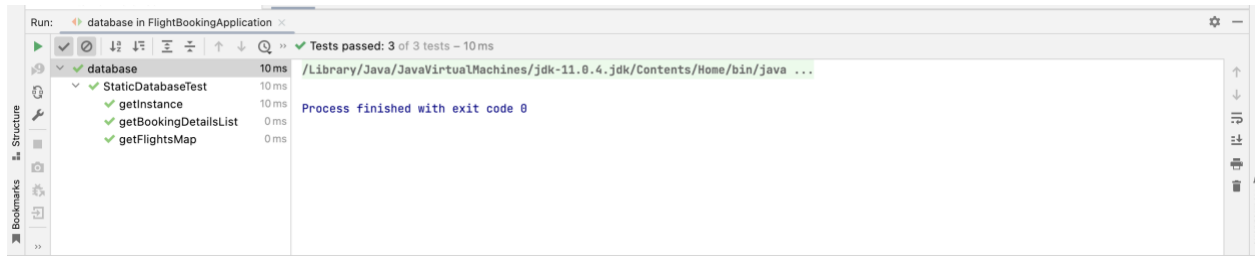 Run: database in FlightBookingApplication
Tests passed: 3 of 3 tests – 10 ms
database 10 ms
StaticDatabaseTest 10 ms
getInstance 10 ms
getBookingDetailsList 0 ms
getFlightsMap 0 ms
/Library/Java/JavaVirtualMachines/jdk-11.0.4.jdk/Contents/Home/bin/java ...
Process finished with exit code 0
Structure
Bookmarks